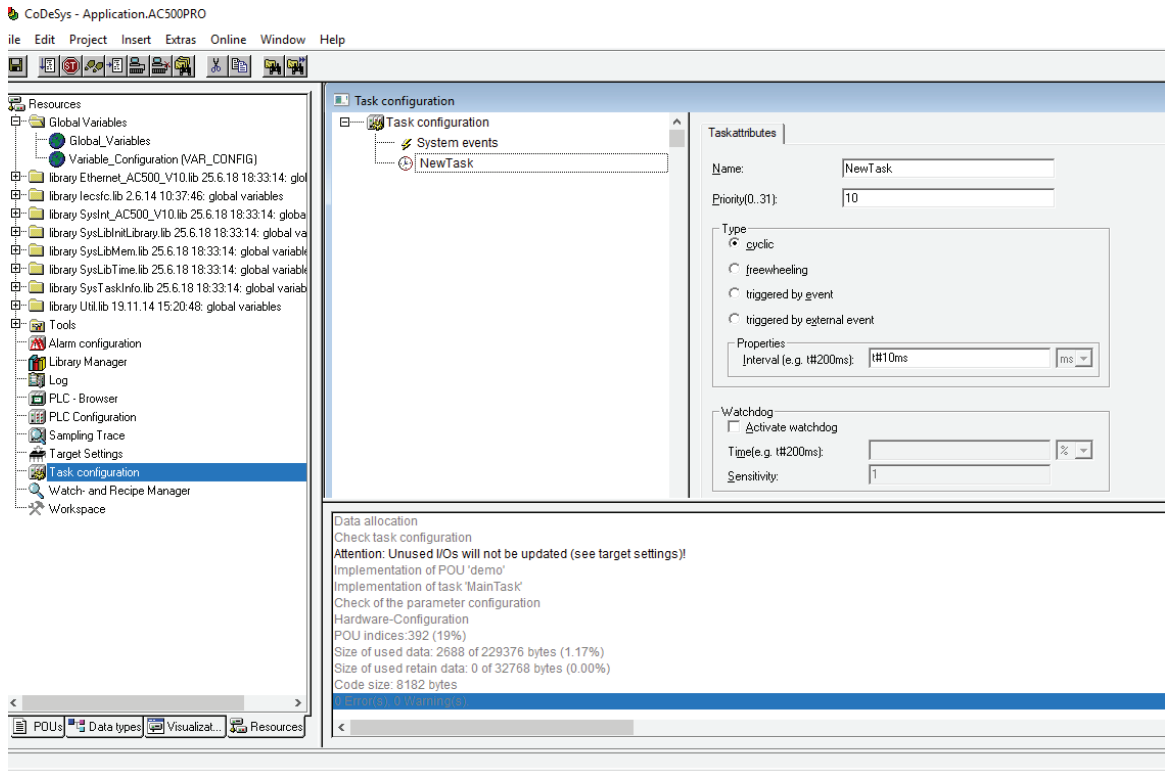 CoDeSys - Application.AC500PRO
ile Edit Project Insert Extras Online Window Help
Resources
Global Variables
Global_Variables
Variable_Configuration (VAR_CONFIG)
library Ethernet_AC500_V10.lib 25.6.18 18:33:14: glol
library Iecsfc.lib 2.6.14 10:37:46: global variables
library SysInt_AC500_V10.lib 25.6.18 18:33:14: globa
library SysLibInitLibrary.lib 25.6.18 18:33:14: global va
library SysLibMem.lib 25.6.18 18:33:14: global variable
library SysLibTime.lib 25.6.18 18:33:14: global variable
library SysTaskInfo.lib 25.6.18 18:33:14: global variab
library Util.lib 19.11.14 15:20:48: global variables
Tools
Alarm configuration
Library Manager
Log
PLC - Browser
PLC Configuration
Sampling Trace
Target Settings
Task configuration
Watch- and Recipe Manager
Workspace
POUs Data types Visualizat... Resources
Task configuration
Task configuration
System events
NewTask
Taskattributes
Name: NewTask
Priority(0..31): 10
Type
cyclic
freewheeling
triggered by event
triggered by external event
Properties
Interval (e.g. t#200ms): t#10ms ms
Watchdog
Activate watchdog
Time(e.g. t#200ms): %
Sensitivity: 1
Data allocation
Check task configuration
Attention: Unused I/Os will not be updated (see target settings)!
Implementation of POU 'demo'
Implementation of task 'MainTask'
Check of the parameter configuration
Hardware-Configuration
POU indices:392 (19%)
Size of used data: 2688 of 229376 bytes (1.17%)
Size of used retain data: 0 of 32768 bytes (0.00%)
Code size: 8182 bytes
0 Error(s), 0 Warning(s).